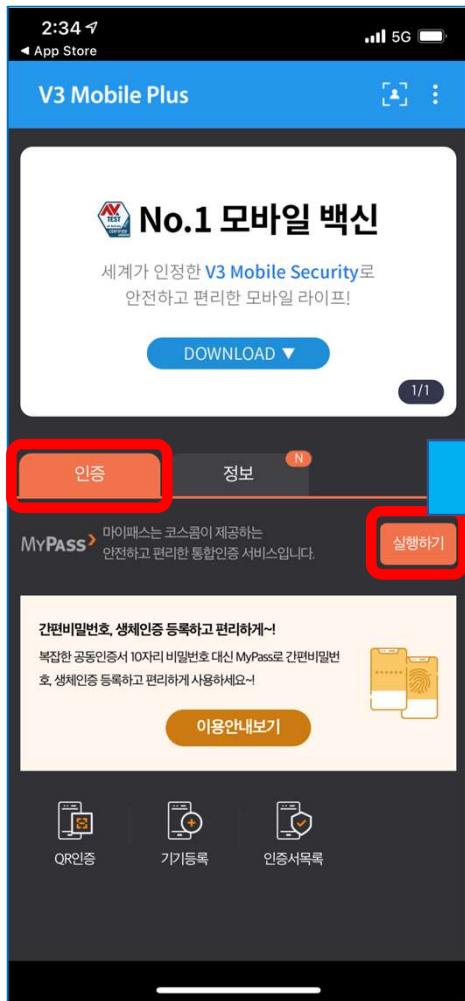 2:34
5G
◀ App Store
V3 Mobile Plus
AV TEST
No.1 모바일 백신
세계가 인정한 V3 Mobile Security로
안전하고 편리한 모바일 라이프!
DOWNLOAD ▼
1/1
인증
정보
N
MYPASS
마이패스는 코스콤이 제공하는
안전하고 편리한 통합인증 서비스입니다.
실행하기
간편비밀번호, 생체인증 등록하고 편리하게~!
복잡한 공동인증서 10자리 비밀번호 대신 MyPass로 간편비밀번
호, 생체인증 등록하고 편리하게 사용하세요~!
이용안내보기
QR인증
기기등록
인증서목록